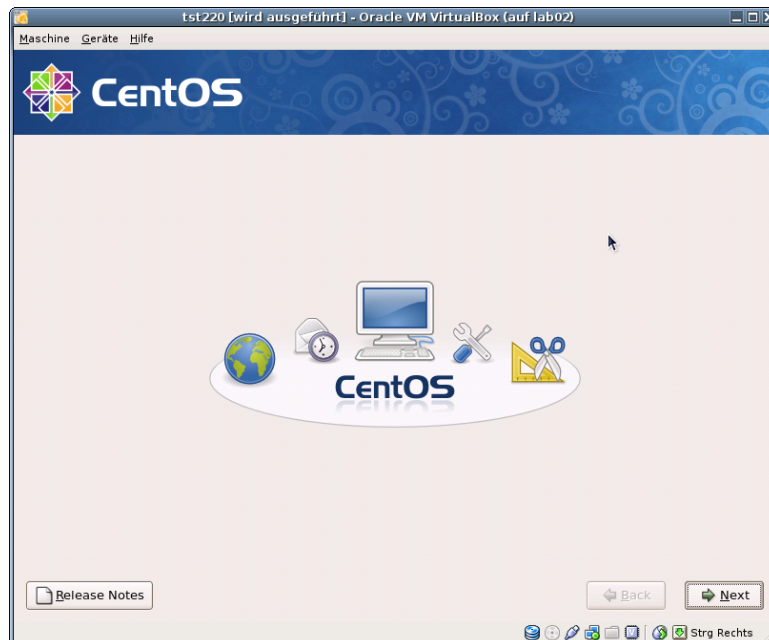 tst220 [wird ausgeführt] - Oracle VM VirtualBox (auf lab02)
Maschine Geräte Hilfe
CentOS
CentOS
Release Notes
Back
Next
Strg Rechts